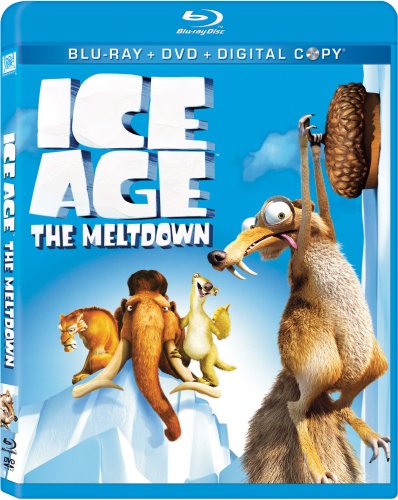 Blu-ray Disc
BLU-RAY + DVD + DIGITAL COPY
ICE
AGE
THE MELTDOWN
ICE AGE THE MELTDOWN